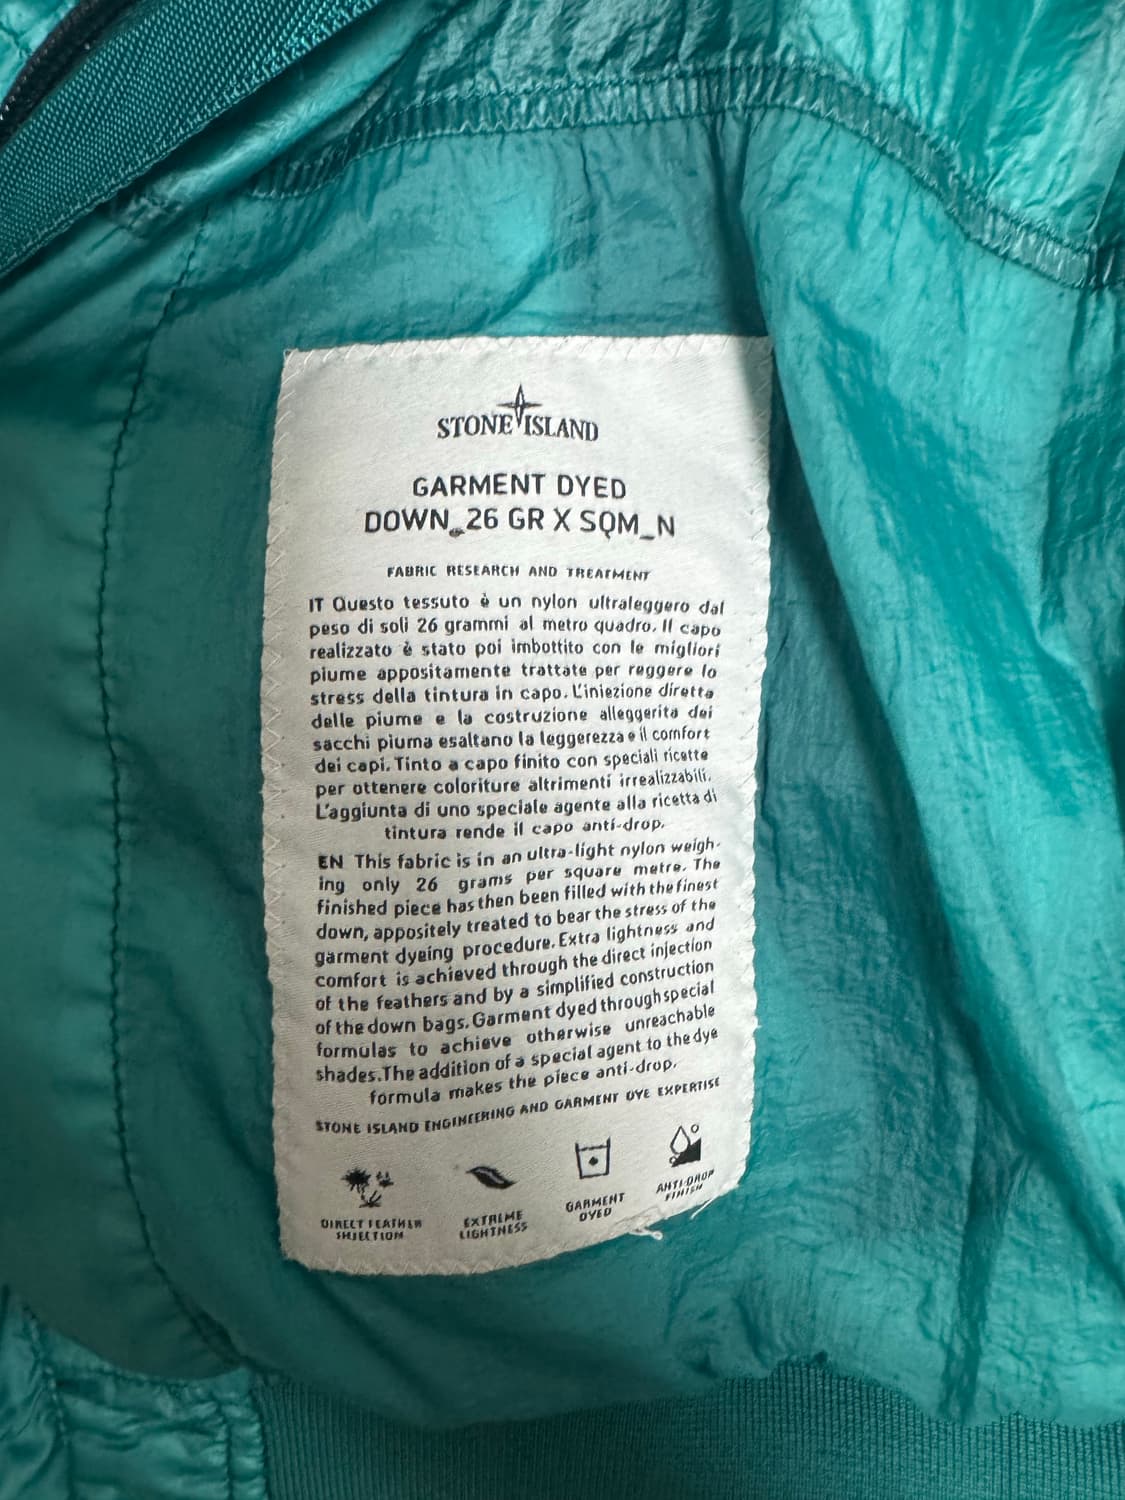 STONE ISLAND
GARMENT DYED
DOWN_26 GR X SQM_N
FABRIC RESEARCH AND TREATMENT
IT Questo tessuto è un nylon ultraleggero dal
peso di soli 26 grammi al metro quadro. Il capo
realizzato è stato poi imbottito con le migliori
piume appositamente trattate per reggere lo
stress della tintura in capo. L'iniezione diretta
delle piume e la costruzione alleggerita dei
sacchi piuma esaltano la leggerezza e il comfort
dei capi. Tinto a capo finito con speciali ricette
per ottenere coloriture altrimenti irrealizzabili.
L'aggiunta di uno speciale agente alla ricetta di
tintura rende il capo anti-drop.
EN This fabric is in an ultra-light nylon weigh-
ing only 26 grams per square metre. The
finished piece has then been filled with the finest
down, appositely treated to bear the stress of the
garment dyeing procedure. Extra lightness and
comfort is achieved through the direct injection
of the feathers and by a simplified construction
of the down bags. Garment dyed through special
formulas to achieve otherwise unreachable
shades. The addition of a special agent to the dye
formula makes the piece anti-drop.
STONE ISLAND ENGINEERING AND GARMENT DYE EXPERTISE
DIRECT FEATHER
INJECTION
EXTREME
LIGHTNESS
GARMENT
DYED
ANTI-DROP
FINISH